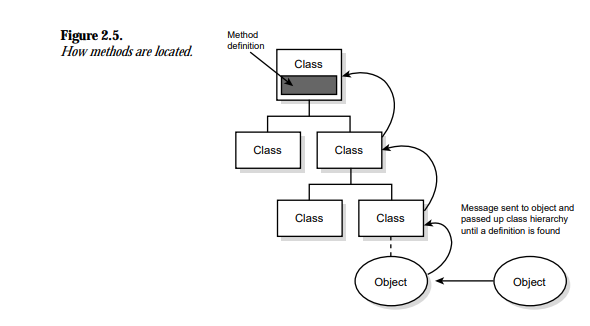 Figure 2.5.
How methods are located.
Method
definition
Class
Class
Class
Class
Class
Message sent to object and
passed up class hierarchy
until a definition is found
Object
Object